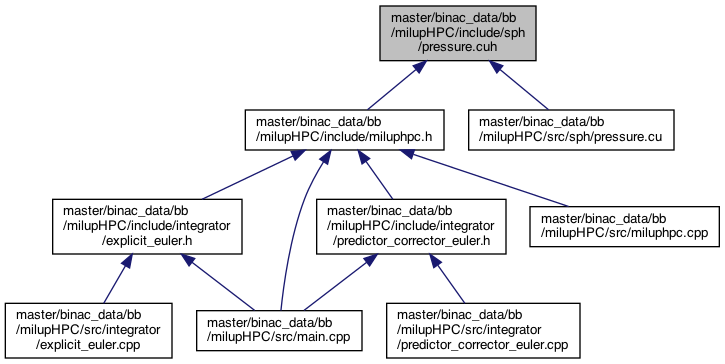 master/binac_data/bb
/milupHPC/include/sph
/pressure.cuh
master/binac_data/bb
/milupHPC/include/miluphpc.h
master/binac_data/bb
/milupHPC/src/sph/pressure.cu
master/binac_data/bb
/milupHPC/include/integrator
/explicit_euler.h
master/binac_data/bb
/milupHPC/include/integrator
/predictor_corrector_euler.h
master/binac_data/bb
/milupHPC/src/miluphpc.cpp
master/binac_data/bb
/milupHPC/src/integrator
/explicit_euler.cpp
master/binac_data/bb
/milupHPC/src/main.cpp
master/binac_data/bb
/milupHPC/src/integrator
/predictor_corrector_euler.cpp